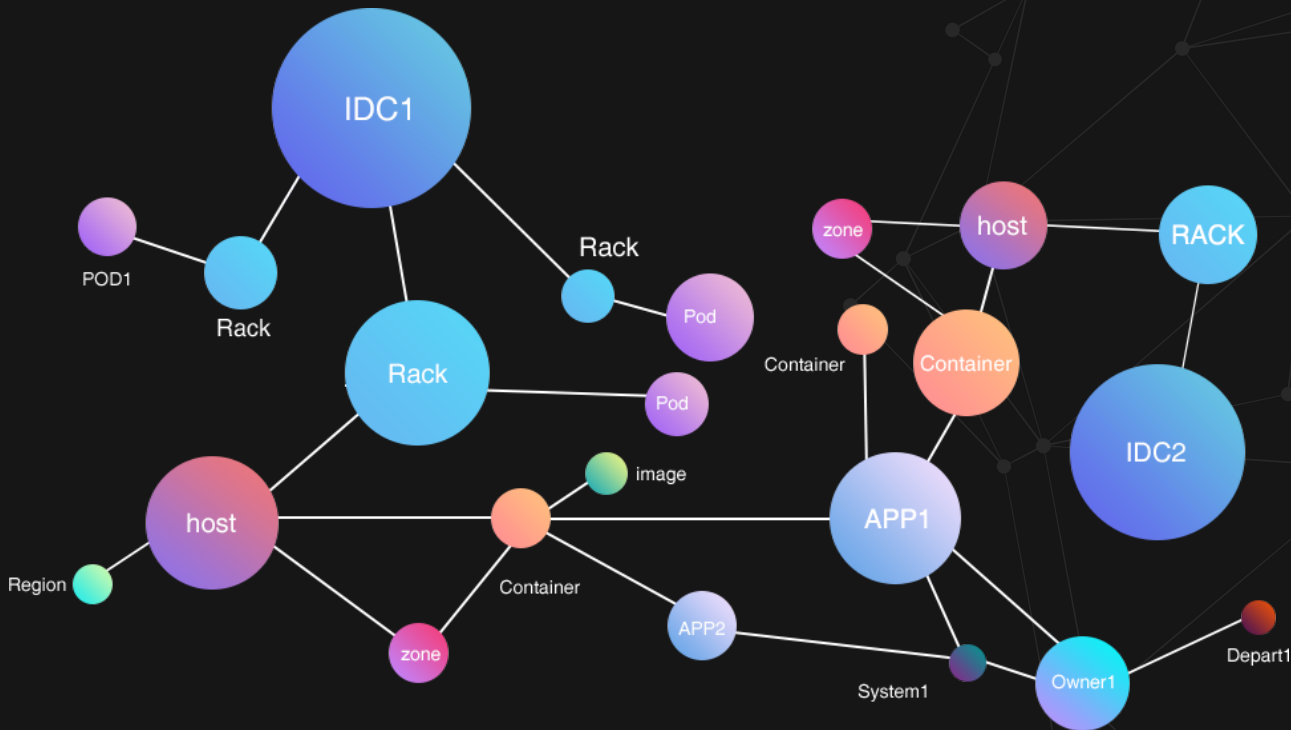 IDC1
zone
host
RACK
POD1
Rack
Rack
Pod
Container
Container
Rack
Pod
IDC2
image
host
APP1
Region
Container
APP2
zone
System1
Owner1
Depart1